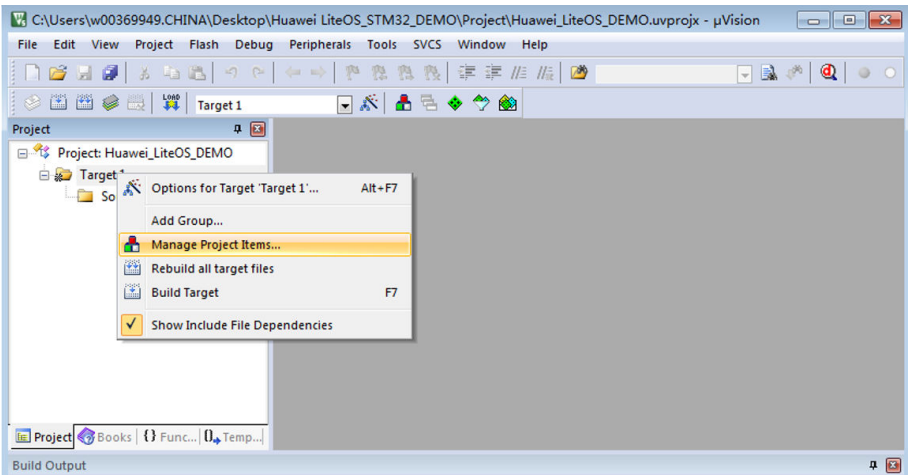 C:\Users\w00369949.CHINA\Desktop\Huawei LiteOS_STM32_DEMO\Project\Huawei_LiteOS_DEMO.uvprojx - µVision
File Edit View Project Flash Debug Peripherals Tools SVCS Window Help
LOAD Target 1
Project
Project: Huawei_LiteOS_DEMO
Target 1
So
Options for Target 'Target 1'... Alt+F7
Add Group...
Manage Project Items...
Rebuild all target files
Build Target F7
Show Include File Dependencies
Project Books {} Func... 0 Temp...
Build Output